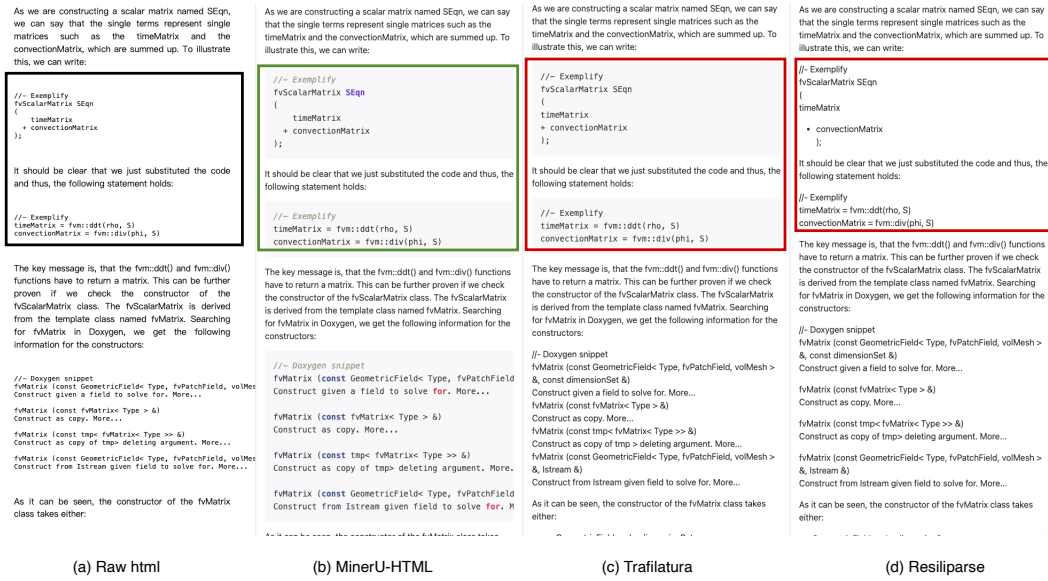 As we are constructing a scalar matrix named SEqn,
we can say that the single terms represent single
matrices such as the timeMatrix and the
convectionMatrix, which are summed up. To illustrate
this, we can write:
//- Exemplify
fvScalarMatrix SEqn
(
timeMatrix
+ convectionMatrix
);
It should be clear that we just substituted the code
and thus, the following statement holds:
//- Exemplify
timeMatrix = fvm::ddt(rho, S)
convectionMatrix = fvm::div(phi, S)
The key message is, that the fvm::ddt() and fvm::div()
functions have to return a matrix. This can be further
proven if we check the constructor of the
fvScalarMatrix class. The fvScalarMatrix is derived
from the template class named fvMatrix. Searching
for fvMatrix in Doxygen, we get the following
information for the constructors:
//- Doxygen snippet
fvMatrix (const GeometricField< Type, fvPatchField, volMes
Construct given a field to solve for. More...
fvMatrix (const fvMatrix< Type > &)
Construct as copy. More...
fvMatrix (const tmp< fvMatrix< Type >> &)
Construct as copy of tmp> deleting argument. More...
fvMatrix (const GeometricField< Type, fvPatchField, volMes
Construct from Istream given field to solve for. More...
As it can be seen, the constructor of the fvMatrix
class takes either:
(a) Raw html
As we are constructing a scalar matrix named SEqn, we can say
that the single terms represent single matrices such as the
timeMatrix and the convectionMatrix, which are summed up. To
illustrate this, we can write:
//- Exemplify
fvScalarMatrix SEqn
(
timeMatrix
+ convectionMatrix
);
It should be clear that we just substituted the code and thus, the
following statement holds:
//- Exemplify
timeMatrix = fvm::ddt(rho, S)
convectionMatrix = fvm::div(phi, S)
The key message is, that the fvm::ddt() and fvm::div() functions
have to return a matrix. This can be further proven if we check
the constructor of the fvScalarMatrix class. The fvScalarMatrix
is derived from the template class named fvMatrix. Searching
for fvMatrix in Doxygen, we get the following information for the
constructors:
//- Doxygen snippet
fvMatrix (const GeometricField< Type, fvPatchField
Construct given a field to solve for. More...
fvMatrix (const fvMatrix< Type > &)
Construct as copy. More...
fvMatrix (const tmp< fvMatrix< Type >> &)
Construct as copy of tmp> deleting argument. More.
fvMatrix (const GeometricField< Type, fvPatchField
Construct from Istream given field to solve for. M
(b) MinerU-HTML
As we are constructing a scalar matrix named SEqn, we can say
that the single terms represent single matrices such as the
timeMatrix and the convectionMatrix, which are summed up. To
illustrate this, we can write:
//- Exemplify
fvScalarMatrix SEqn
(
timeMatrix
+ convectionMatrix
);
It should be clear that we just substituted the code and thus, the
following statement holds:
//- Exemplify
timeMatrix = fvm::ddt(rho, S)
convectionMatrix = fvm::div(phi, S)
The key message is, that the fvm::ddt() and fvm::div() functions
have to return a matrix. This can be further proven if we check
the constructor of the fvScalarMatrix class. The fvScalarMatrix
is derived from the template class named fvMatrix. Searching
for fvMatrix in Doxygen, we get the following information for the
constructors:
//- Doxygen snippet
fvMatrix (const GeometricField< Type, fvPatchField, volMesh >
&, const dimensionSet &)
Construct given a field to solve for. More...
fvMatrix (const fvMatrix< Type > &)
Construct as copy. More...
fvMatrix (const tmp< fvMatrix< Type >> &)
Construct as copy of tmp > deleting argument. More...
fvMatrix (const GeometricField< Type, fvPatchField, volMesh >
&, Istream &)
Construct from Istream given field to solve for. More...
As it can be seen, the constructor of the fvMatrix class takes
either:
(c) Trafilatura
As we are constructing a scalar matrix named SEqn, we can say
that the single terms represent single matrices such as the
timeMatrix and the convectionMatrix, which are summed up. To
illustrate this, we can write:
//- Exemplify
fvScalarMatrix SEqn
(
timeMatrix
• convectionMatrix
);
It should be clear that we just substituted the code and thus, the
following statement holds:
//- Exemplify
timeMatrix = fvm::ddt(rho, S)
convectionMatrix = fvm::div(phi, S)
The key message is, that the fvm::ddt() and fvm::div() functions
have to return a matrix. This can be further proven if we check
the constructor of the fvScalarMatrix class. The fvScalarMatrix
is derived from the template class named fvMatrix. Searching
for fvMatrix in Doxygen, we get the following information for the
constructors:
//- Doxygen snippet
fvMatrix (const GeometricField< Type, fvPatchField, volMesh >
&, const dimensionSet &)
Construct given a field to solve for. More...
fvMatrix (const fvMatrix< Type > &)
Construct as copy. More...
fvMatrix (const tmp< fvMatrix< Type >> &)
Construct as copy of tmp> deleting argument. More...
fvMatrix (const GeometricField< Type, fvPatchField, volMesh >
&, Istream &)
Construct from Istream given field to solve for. More...
As it can be seen, the constructor of the fvMatrix class takes
either:
(d) Resiliparse